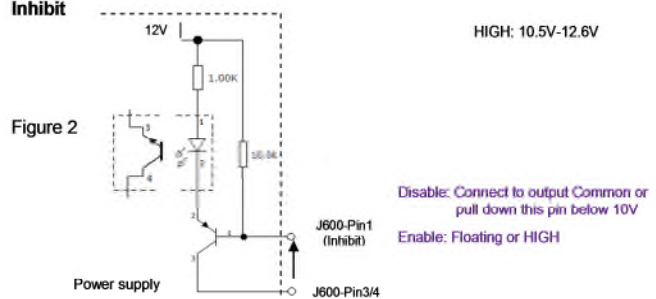 Inhibit
12V
HIGH: 10.5V-12.6V
1.00K
1
Figure 2
3
4
2
10.0K
Disable: Connect to output Common or
pull down this pin below 10V
2
J600-Pin1
1
(Inhibit)
Enable: Floating or HIGH
3
Power supply
J600-Pin3/4